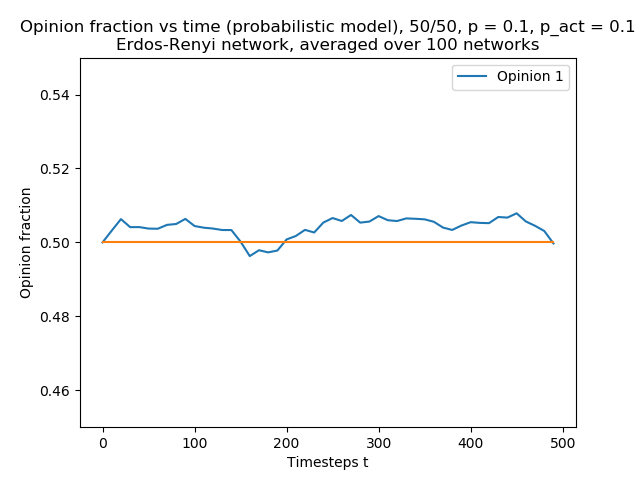 Opinion fraction vs time (probabilistic model), 50/50, p = 0.1, p_act = 0.1
Erdos-Renyi network, averaged over 100 networks
Opinion 1
0.54
0.52
0.50
0.48
0.46
Opinion fraction
0
100
200
300
400
500
Timesteps t